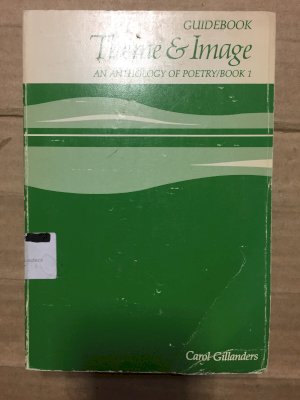 GUIDEBOOK
Theme & Image
AN ANTHOLOGY OF POETRY/BOOK 1
Carol Gillanders